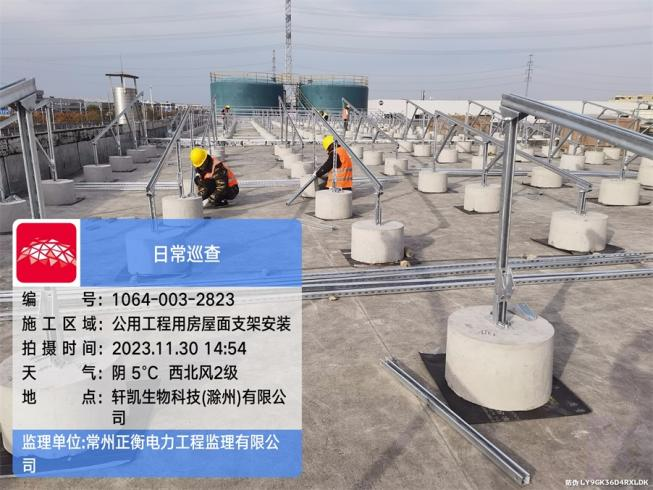 日常巡查
编 号：1064-003-2823
施工区域：公用工程用房屋面支架安装
拍摄时间：2023.11.30 14:54
天 气：阴 5℃ 西北风2级
地 点：轩凯生物科技(滁州)有限公
司
监理单位:常州正衡电力工程监理有限公
司
防伪 LY9GK36D4RXLDK